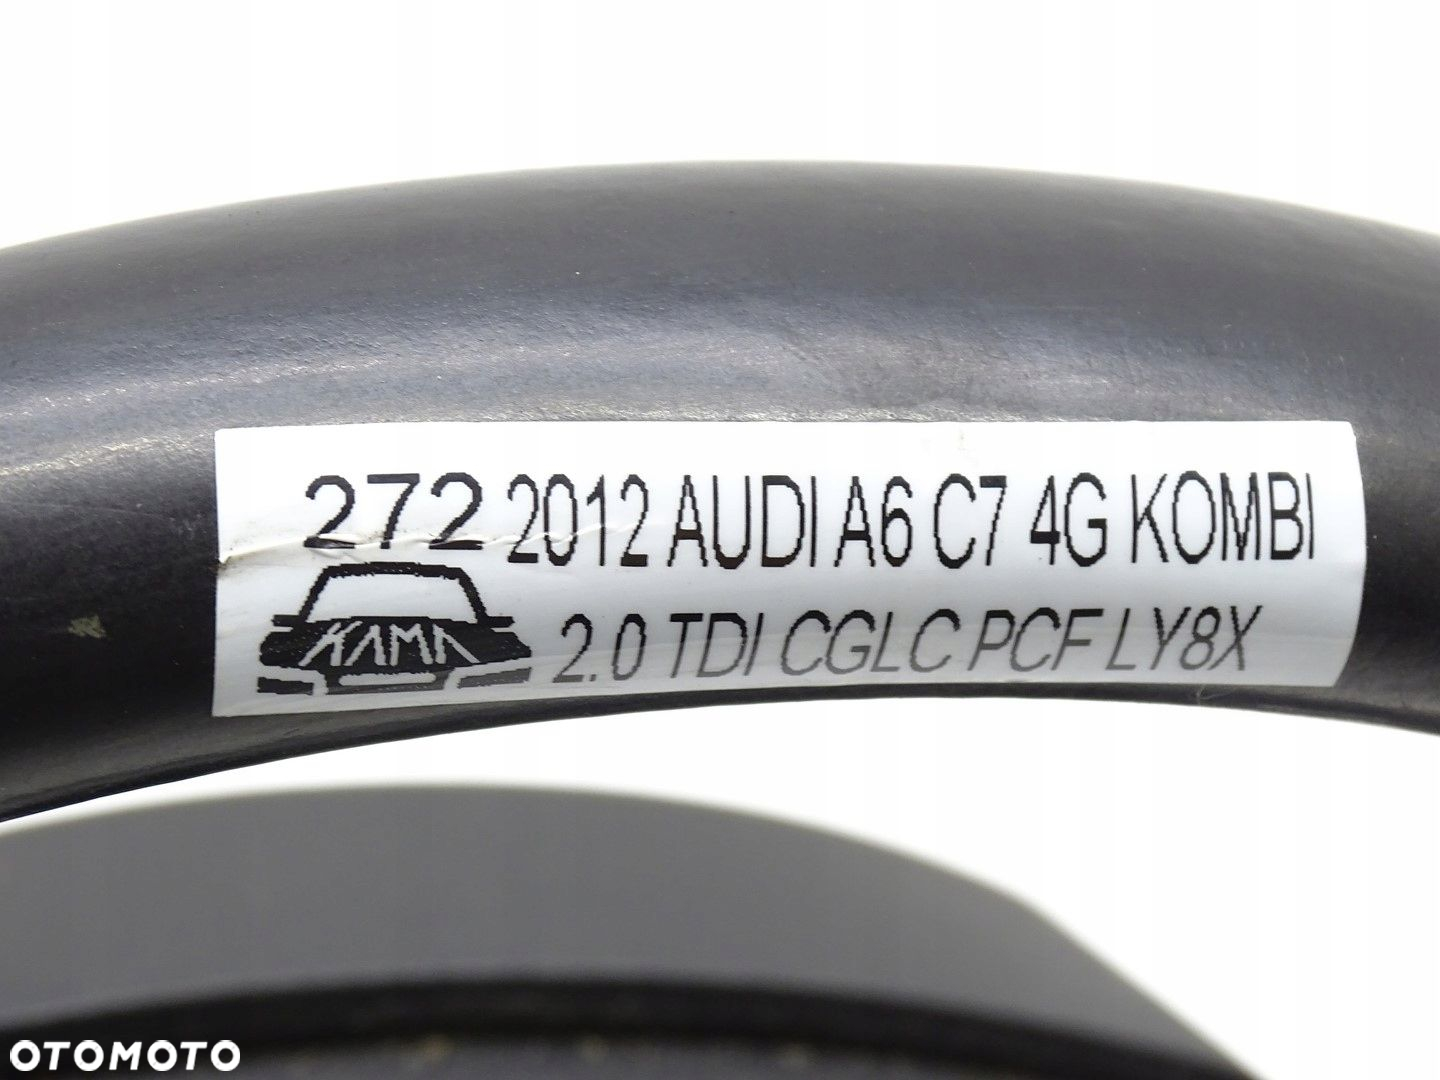 272 2012 AUDI A6 C7 4G KOMBI
KAMA 2.0 TDI CGLC PCF LY8X
OTOMOTO